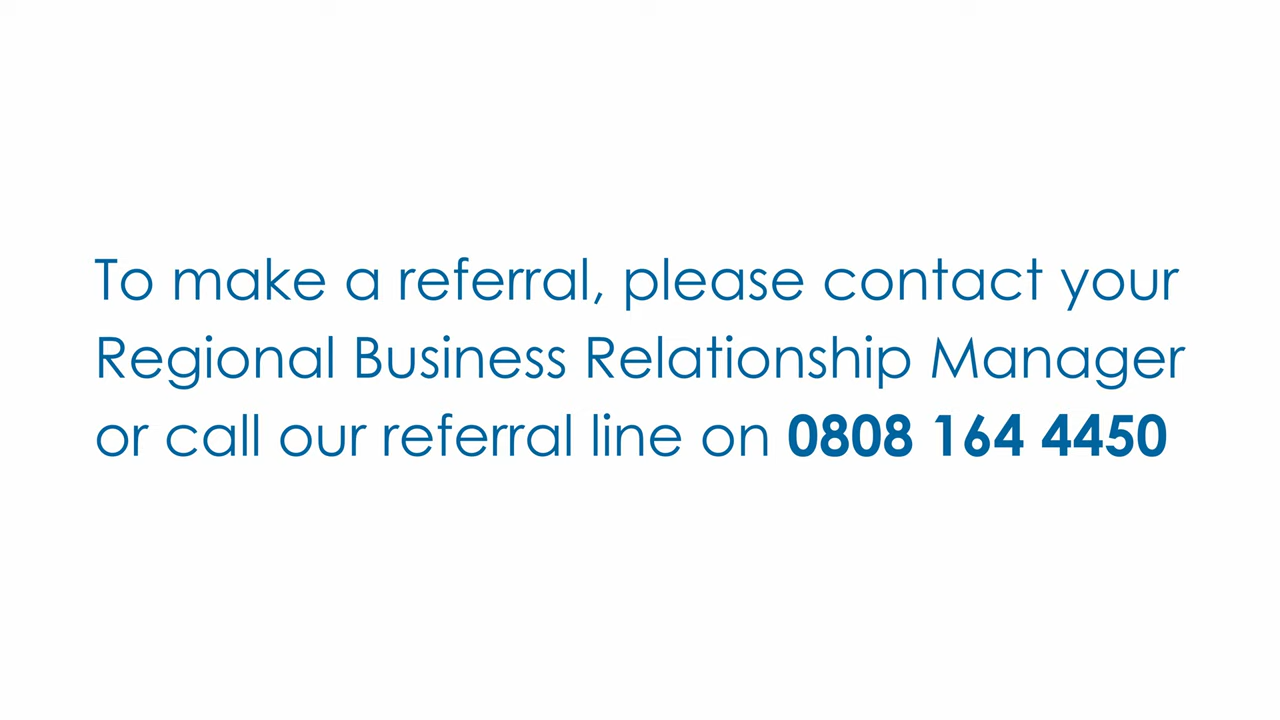 To make a referral, please contact your
Regional Business Relationship Manager
or call our referral line on 0808 164 4450